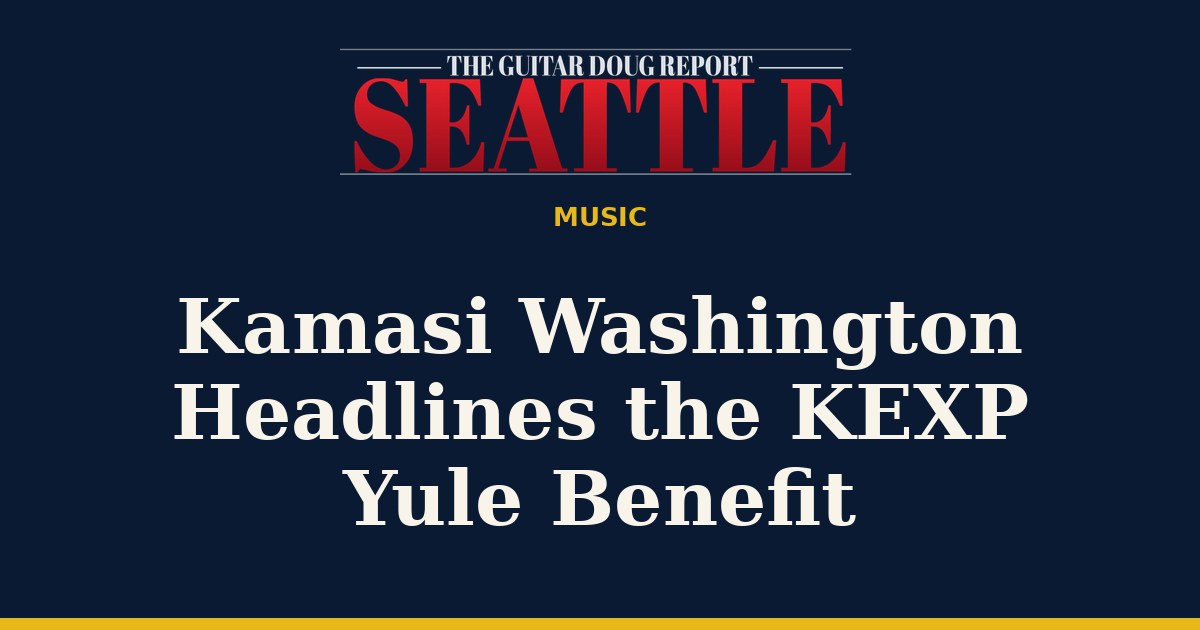 THE GUITAR DOUG REPORT
SEATTLE
MUSIC
Kamasi Washington
Headlines the KEXP
Yule Benefit